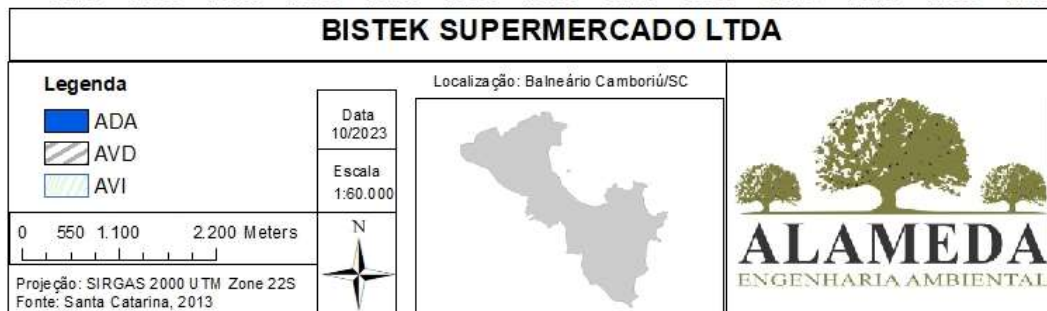 BISTEK SUPERMERCADO LTDA
Legenda
ADA
AVD
AVI
0 550 1.100 2.200 Meters
Projeção: SIRGAS 2000 UTM Zone 22S
Fonte: Santa Catarina, 2013
Data
10/2023
Escala
1:60.000
N
Localização: Balneário Camboriú/SC
ALAMEDA
ENGENHARIA AMBIENTAL